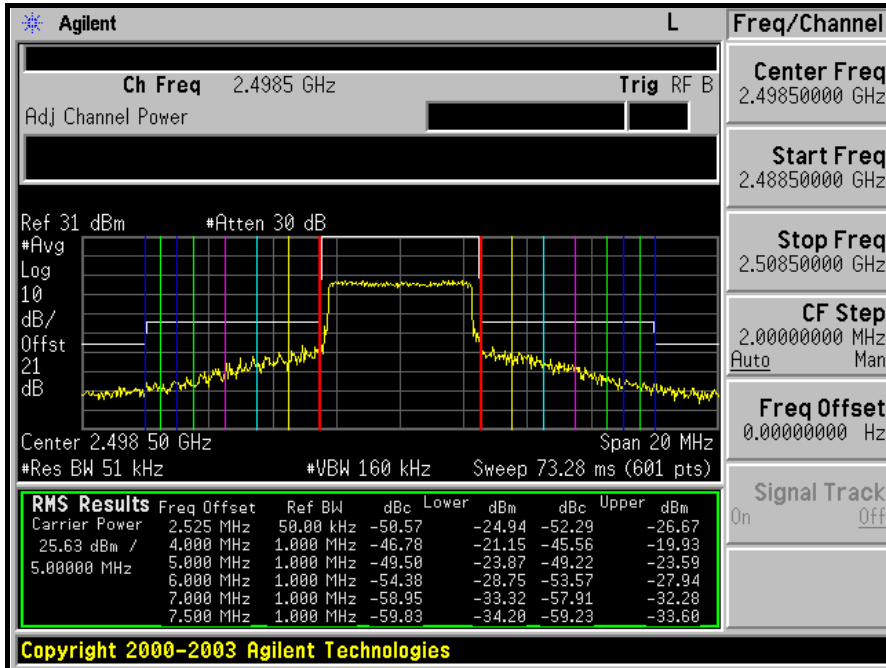 Agilent L
Ch Freq 2.4985 GHz Trig RF B
Adj Channel Power
Ref 31 dBm #Atten 30 dB
#Avg
Log
10
dB/
Offst
21
dB
Center 2.498 50 GHz Span 20 MHz
#Res BW 51 kHz #VBW 160 kHz Sweep 73.28 ms (601 pts)
RMS Results Freq Offset Ref BW dBc Lower dBm dBc Upper dBm
Carrier Power 2.525 MHz 50.00 kHz -50.57 -24.94 -52.29 -26.67
25.63 dBm / 4.000 MHz 1.000 MHz -46.78 -21.15 -45.56 -19.93
5.00000 MHz 5.000 MHz 1.000 MHz -49.50 -23.87 -49.22 -23.59
6.000 MHz 1.000 MHz -54.38 -28.75 -53.57 -27.94
7.000 MHz 1.000 MHz -58.95 -33.32 -57.91 -32.28
7.500 MHz 1.000 MHz -59.83 -34.20 -59.23 -33.60
Copyright 2000-2003 Agilent Technologies
Freq/Channel
Center Freq
2.49850000 GHz
Start Freq
2.48850000 GHz
Stop Freq
2.50850000 GHz
CF Step
2.00000000 MHz
Auto Man
Freq Offset
0.00000000 Hz
Signal Track
On Off